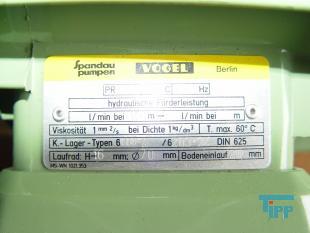 Spandau
pumpen VOGEL Berlin
PR C Hz
hydraulische Förderleistung
l/min bei m – l/min bei m
Viskosität 1 mm²/s bei Dichte 1 kg/dm³ T. max. 60°C
K.-Lager-Typen 6 /6 DIN 625
Laufrad: H= mm; Ø mm Bodeneinlauf mm
TIPP